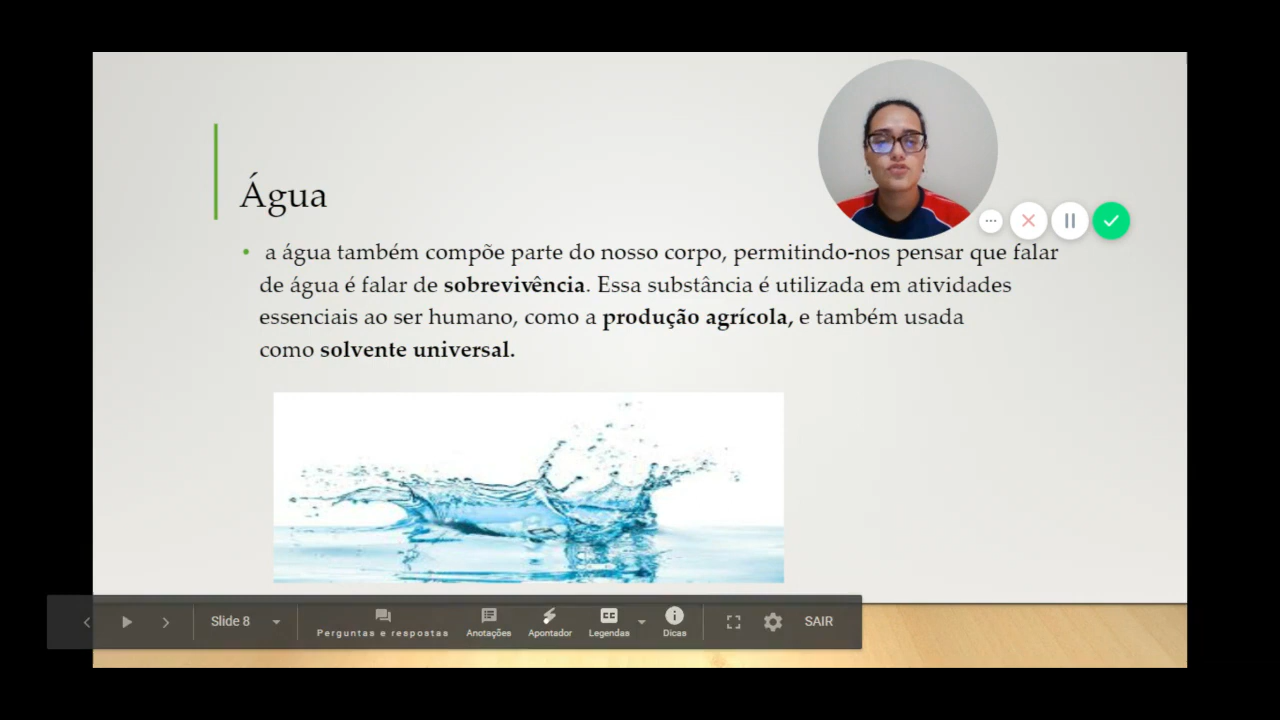 Água
• a água também compõe parte do nosso corpo, permitindo-nos pensar que falar
de água é falar de sobrevivência. Essa substância é utilizada em atividades
essenciais ao ser humano, como a produção agrícola, e também usada
como solvente universal.
Slide 8
Perguntas e respostas
Anotações
Apontador
CC
Legendas
Dicas
SAIR